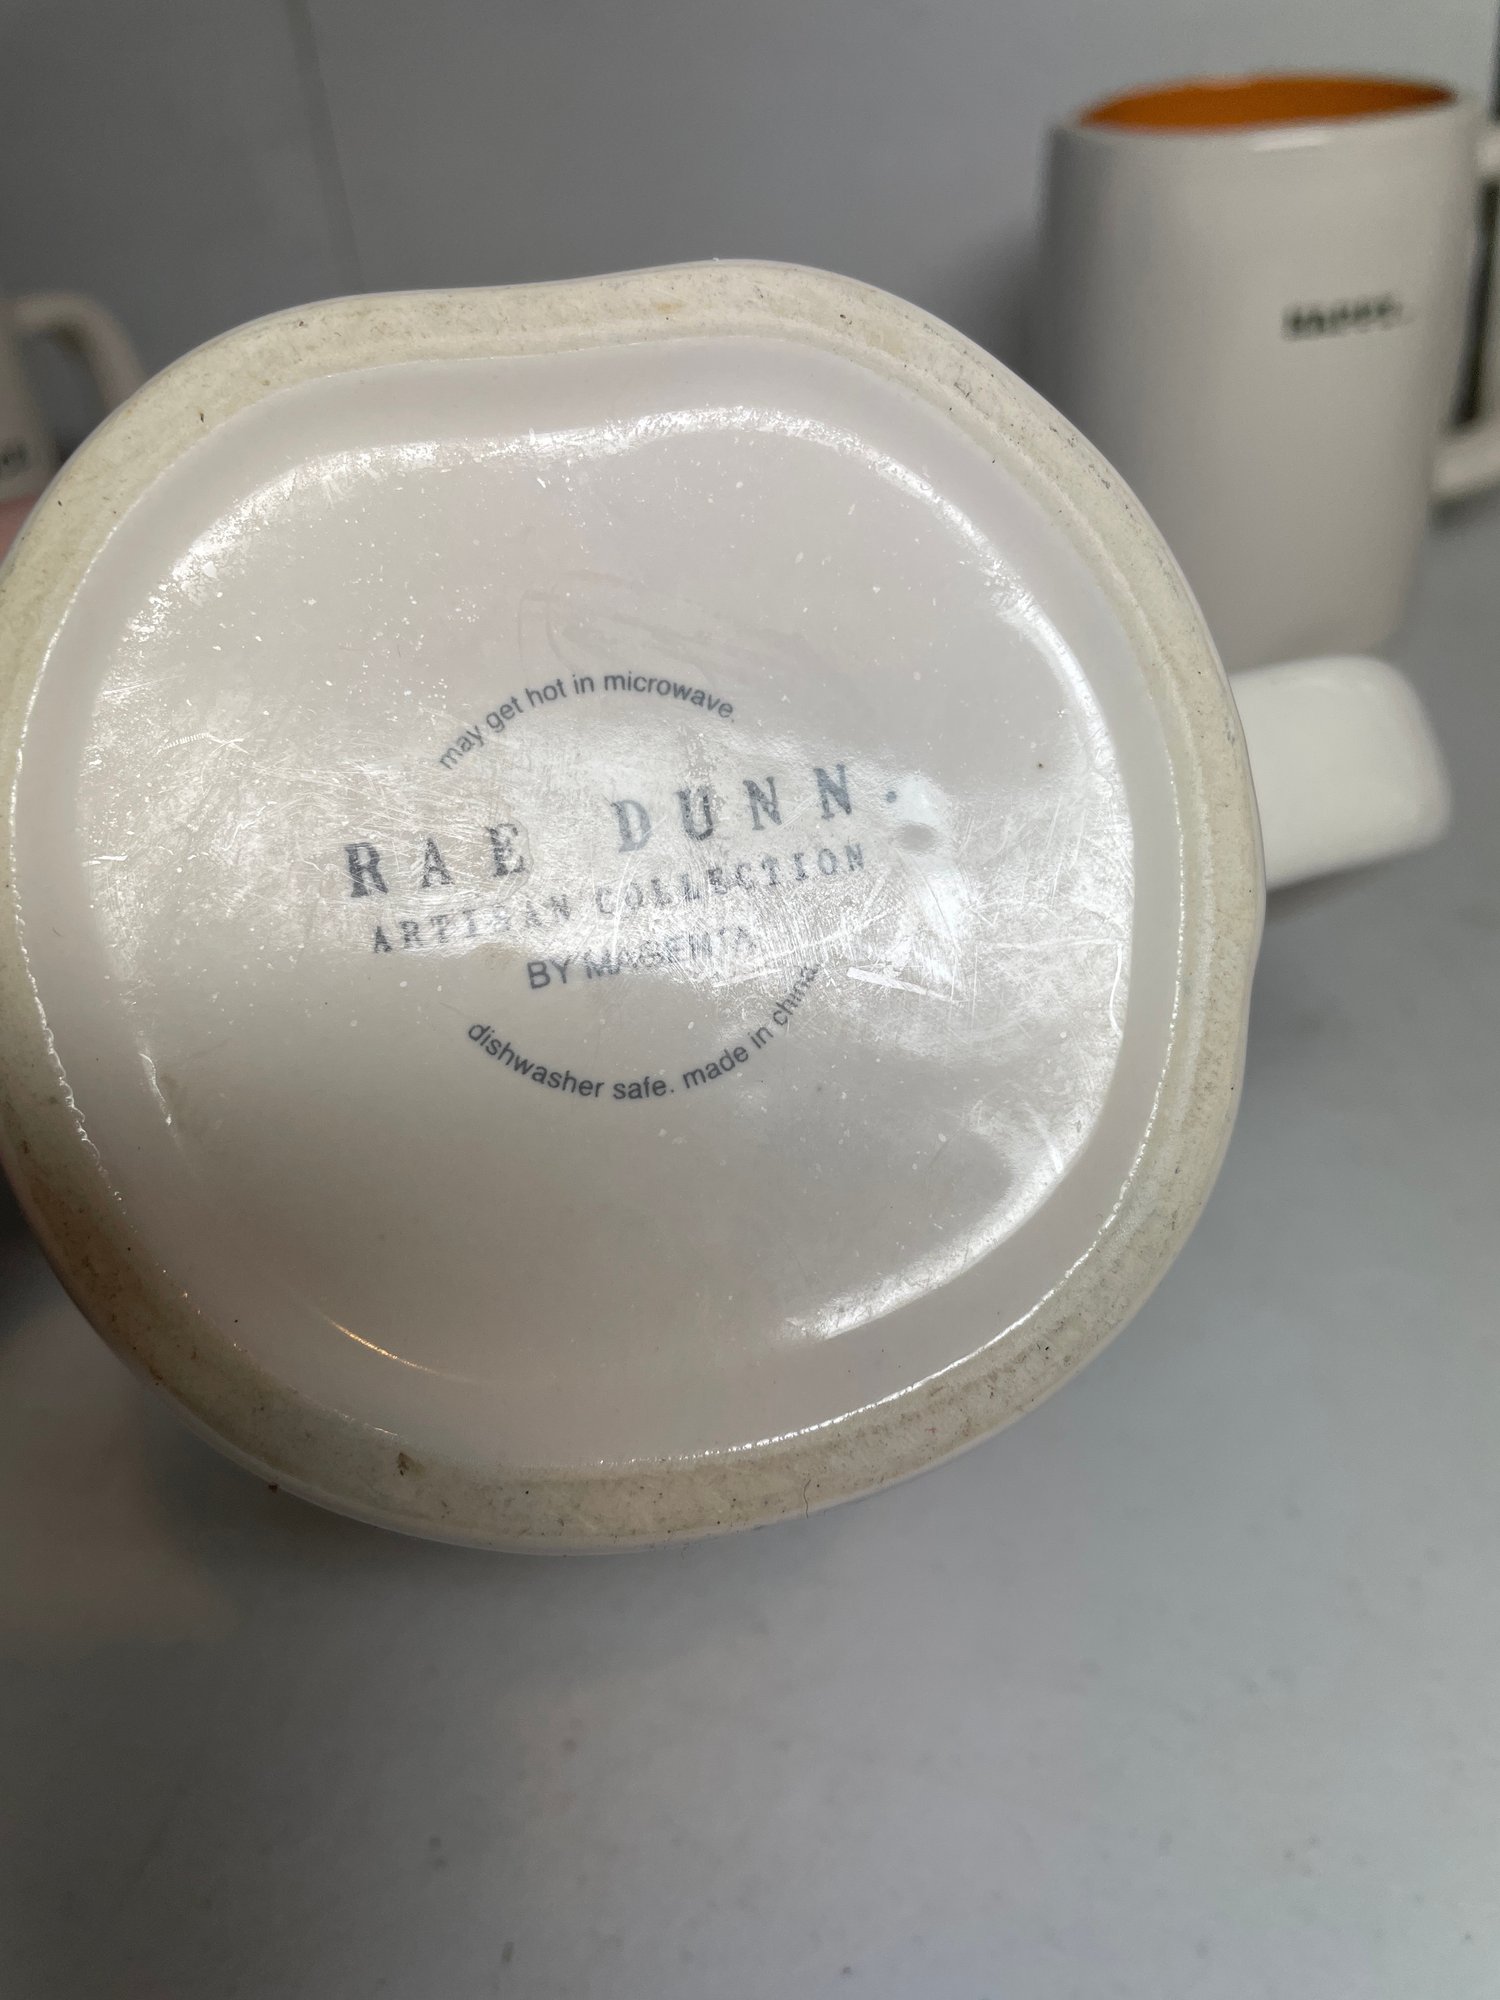 may get hot in microwave.
RAE DUNN.
ARTISAN COLLECTION
BY MAGENTA
dishwasher safe. made in china